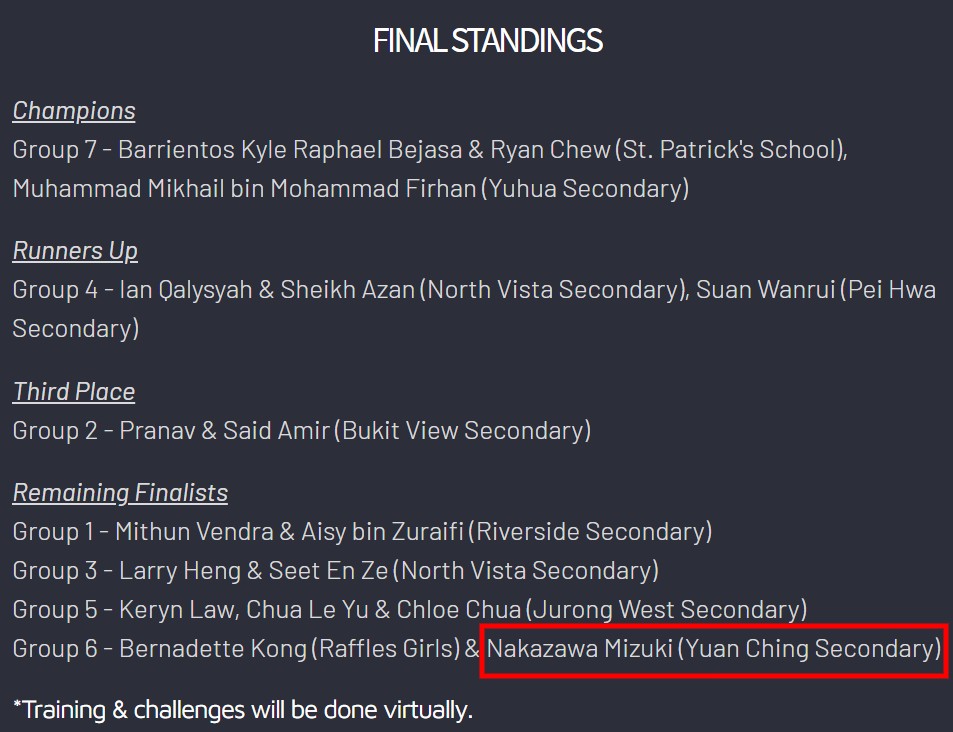 FINAL STANDINGS
Champions
Group 7 - Barrientos Kyle Raphael Bejasa & Ryan Chew (St. Patrick's School),
Muhammad Mikhail bin Mohammad Firhan (Yuhua Secondary)
Runners Up
Group 4 - Ian Qalysyah & Sheikh Azan (North Vista Secondary), Suan Wanrui (Pei Hwa
Secondary)
Third Place
Group 2 - Pranav & Said Amir (Bukit View Secondary)
Remaining Finalists
Group 1 - Mithun Vendra & Aisy bin Zuraifi (Riverside Secondary)
Group 3 - Larry Heng & Seet En Ze (North Vista Secondary)
Group 5 - Keryn Law, Chua Le Yu & Chloe Chua (Jurong West Secondary)
Group 6 - Bernadette Kong (Raffles Girls) & Nakazawa Mizuki (Yuan Ching Secondary)
*Training & challenges will be done virtually.